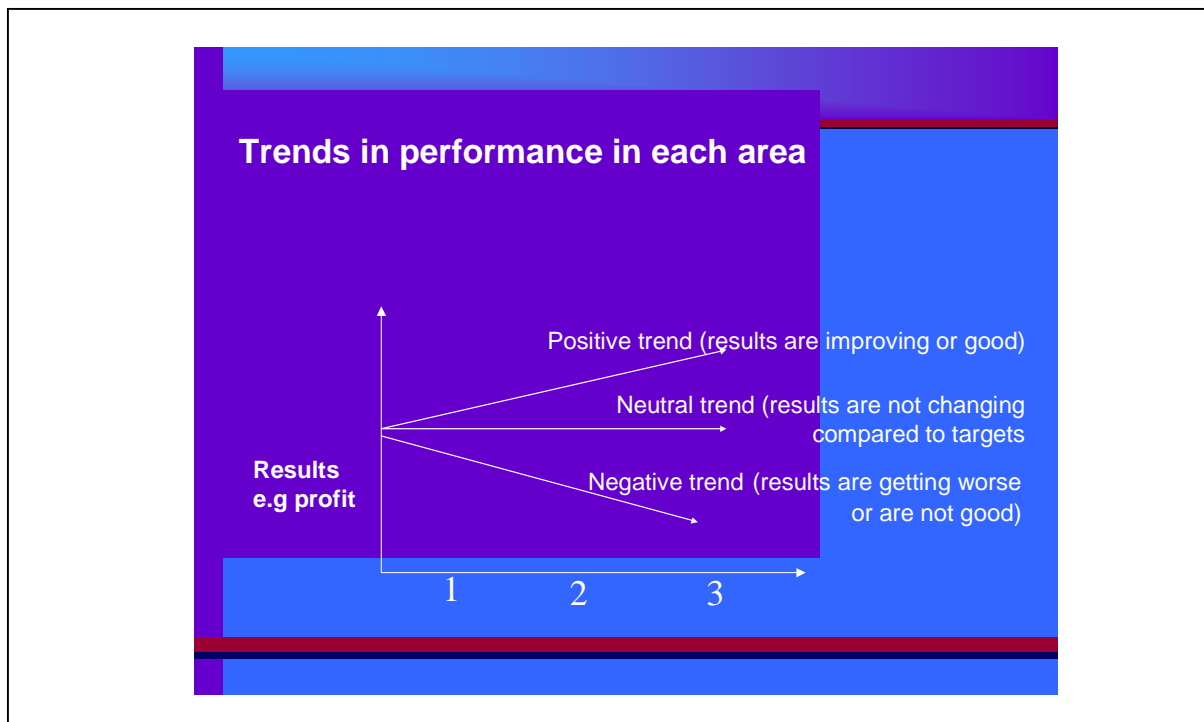 Trends in performance in each area
Positive trend (results are improving or good)
Neutral trend (results are not changing
compared to targets
Results
e.g profit
Negative trend (results are getting worse
or are not good)
1 2 3